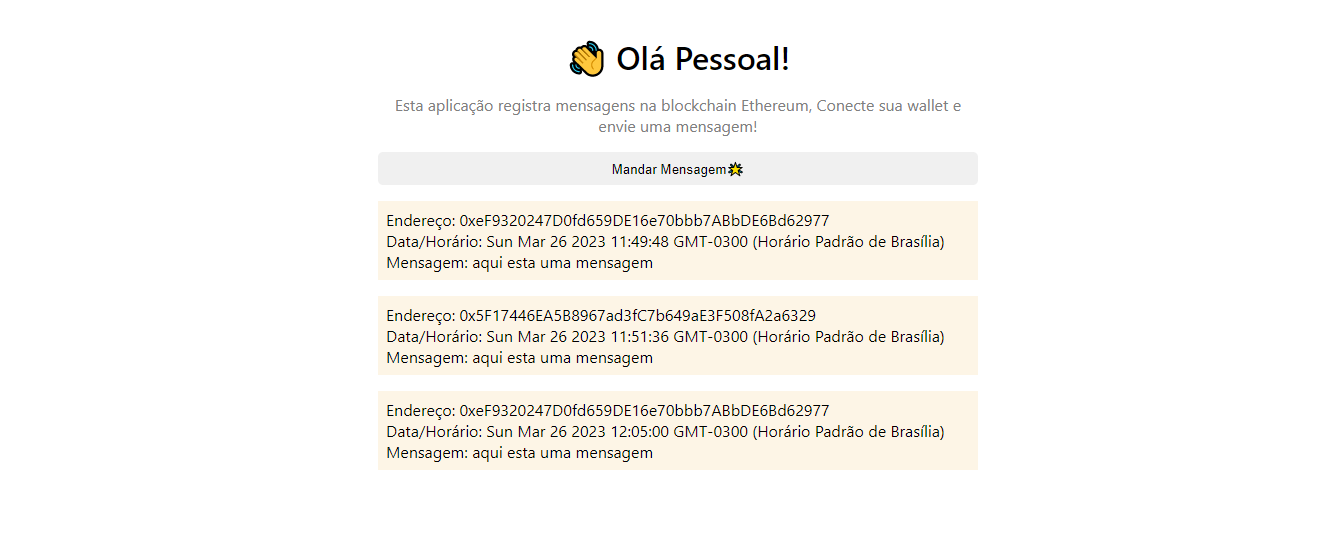 👋 Olá Pessoal!
Esta aplicação registra mensagens na blockchain Ethereum, Conecte sua wallet e
envie uma mensagem!
Mandar Mensagem🌟
Endereço: 0xeF9320247D0fd659DE16e70bbb7ABbDE6Bd62977
Data/Horário: Sun Mar 26 2023 11:49:48 GMT-0300 (Horário Padrão de Brasília)
Mensagem: aqui esta uma mensagem
Endereço: 0x5F17446EA5B8967ad3fC7b649aE3F508fA2a6329
Data/Horário: Sun Mar 26 2023 11:51:36 GMT-0300 (Horário Padrão de Brasília)
Mensagem: aqui esta uma mensagem
Endereço: 0xeF9320247D0fd659DE16e70bbb7ABbDE6Bd62977
Data/Horário: Sun Mar 26 2023 12:05:00 GMT-0300 (Horário Padrão de Brasília)
Mensagem: aqui esta uma mensagem